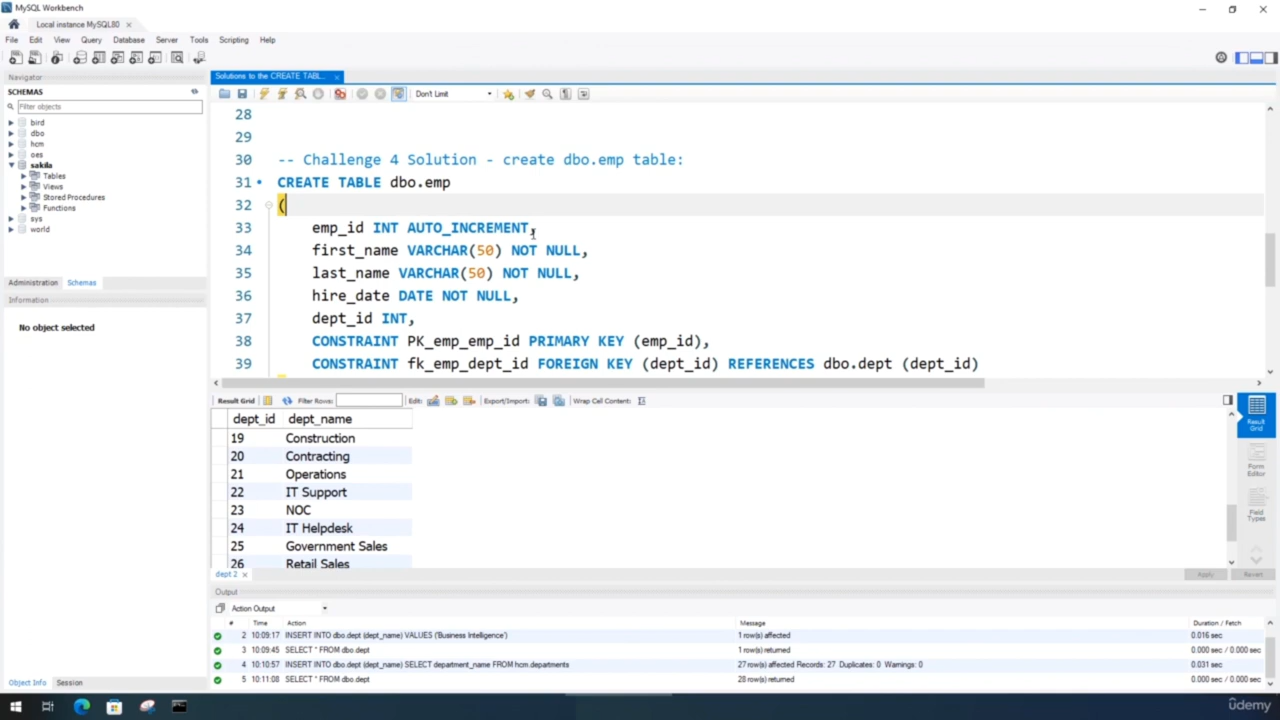 MySQL Workbench
Local instance MySQL80 ×
File Edit View Query Database Server Tools Scripting Help
Navigator
SCHEMAS
Filter objects
bird
dbo
hcm
oes
sakila
Tables
Views
Stored Procedures
Functions
sys
world
Administration Schemas
Information
No object selected
Object Info Session
Solutions to the CREATE TABL... ×
Don't Limit
28
29
30 -- Challenge 4 Solution - create dbo.emp table:
31 CREATE TABLE dbo.emp
32 (
33 emp_id INT AUTO_INCREMENT,
34 first_name VARCHAR(50) NOT NULL,
35 last_name VARCHAR(50) NOT NULL,
36 hire_date DATE NOT NULL,
37 dept_id INT,
38 CONSTRAINT PK_emp_emp_id PRIMARY KEY (emp_id),
39 CONSTRAINT fk_emp_dept_id FOREIGN KEY (dept_id) REFERENCES dbo.dept (dept_id)
Result Grid Filter Rows: Edit: Export/Import: Wrap Cell Content:
dept_id dept_name
19 Construction
20 Contracting
21 Operations
22 IT Support
23 NOC
24 IT Helpdesk
25 Government Sales
26 Retail Sales
Result Grid
Form Editor
Field Types
dept 2 ×
Apply Revert
Output
Action Output
# Time Action Message Duration / Fetch
2 10:09:17 INSERT INTO dbo.dept (dept_name) VALUES ('Business Intelligence') 1 row(s) affected 0.016 sec
3 10:09:45 SELECT * FROM dbo.dept 1 row(s) returned 0.000 sec / 0.000 sec
4 10:10:57 INSERT INTO dbo.dept (dept_name) SELECT department_name FROM hcm.departments 27 row(s) affected Records: 27 Duplicates: 0 Warnings: 0 0.031 sec
5 10:11:08 SELECT * FROM dbo.dept 28 row(s) returned 0.000 sec / 0.000 sec
ûdemy